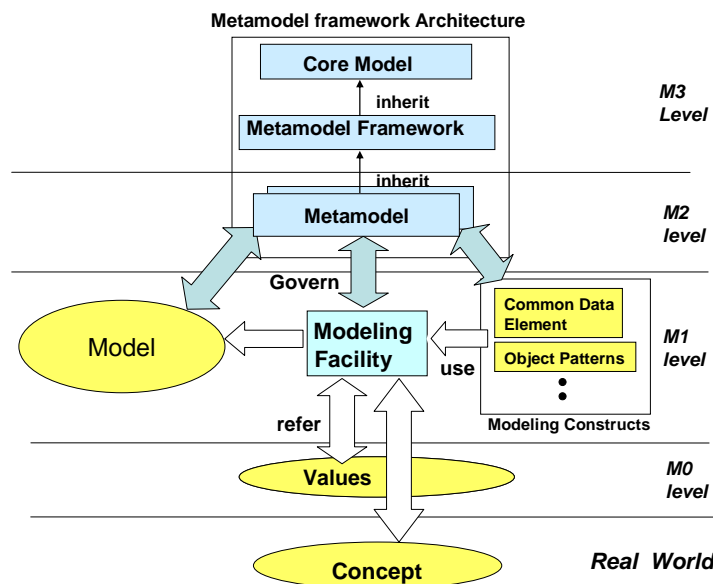 Metamodel framework Architecture
Core Model
inherit
M3
Level
Metamodel Framework
inherit
Metamodel
M2
level
Govern
Common Data
Element
Model
Modeling
Facility
use
Object Patterns
M1
level
refer
Modeling Constructs
Values
M0
level
Concept
Real World